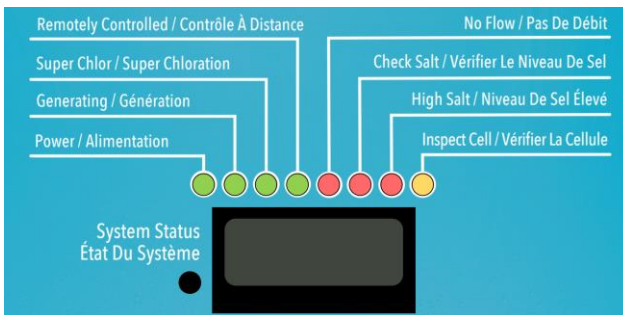 Remotely Controlled / Contrôle À Distance
Super Chlor / Super Chloration
Generating / Génération
Power / Alimentation
No Flow / Pas De Débit
Check Salt / Vérifier Le Niveau De Sel
High Salt / Niveau De Sel Élevé
Inspect Cell / Vérifier La Cellule
System Status
État Du Système